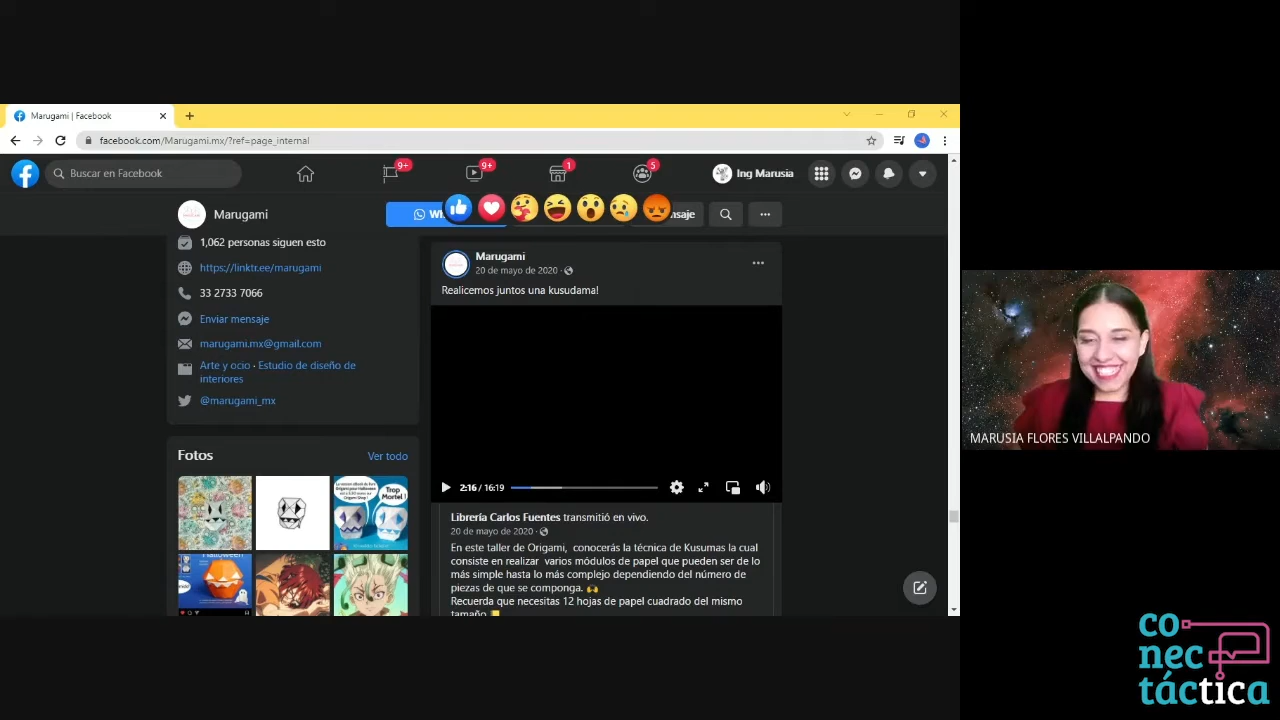 Marugami | Facebook
facebook.com/Marugami.mx/?ref=page_internal
Buscar en Facebook
9+
9+
1
5
Ing Marusia
Marugami
1,062 personas siguen esto
https://linktr.ee/marugami
33 2733 7066
Enviar mensaje
marugami.mx@gmail.com
Arte y ocio · Estudio de diseño de
interiores
@marugami_mx
Fotos
Ver todo
Trop
Mortel !
Halloween
Marugami
20 de mayo de 2020 ·
Realicemos juntos una kusudama!
2:16 / 16:19
Librería Carlos Fuentes transmitió en vivo.
20 de mayo de 2020 ·
En este taller de Origami, conocerás la técnica de Kusumas la cual
consiste en realizar varios módulos de papel que pueden ser de lo
más simple hasta lo más complejo dependiendo del número de
piezas de que se componga. 🙌
Recuerda que necesitas 12 hojas de papel cuadrado del mismo
tamaño
MARUSIA FLORES VILLALPANDO
co
nec
táctica